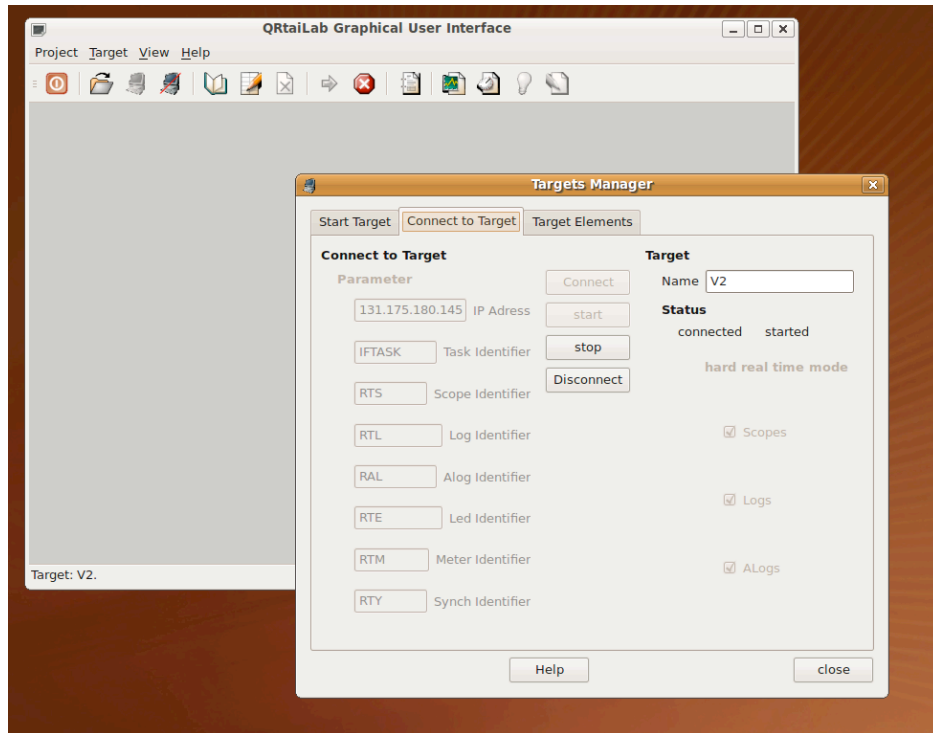 QRtaiLab Graphical User Interface
Project Target View Help
Targets Manager
Start Target Connect to Target Target Elements
Connect to Target
Parameter
131.175.180.145 IP Adress
IFTASK Task Identifier
RTS Scope Identifier
RTL Log Identifier
RAL Alog Identifier
RTE Led Identifier
RTM Meter Identifier
RTY Synch Identifier
Connect
start
stop
Disconnect
Target
Name V2
Status
connected started
hard real time mode
Scopes
Logs
ALogs
Help close
Target: V2.